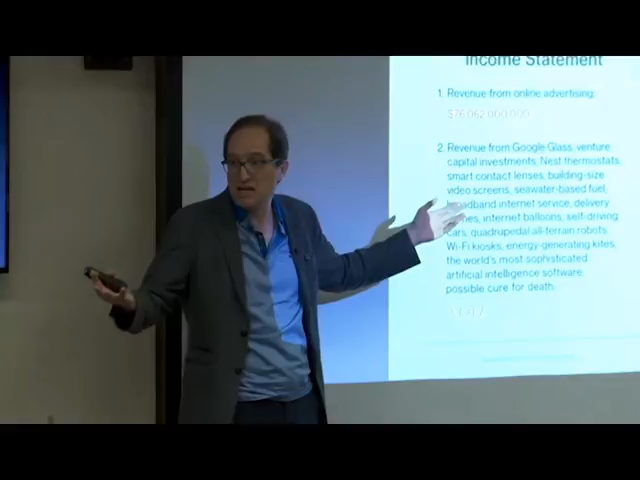 Income Statement
1. Revenue from online advertising:
$76,062,000,000
2. Revenue from Google Glass, venture
capital investments, Nest thermostats,
smart contact lenses, building-size
video screens, seawater-based fuel,
broadband internet service, delivery
internet balloons, self-driving
cars, quadrupedal all-terrain robots,
Wi-Fi kiosks, energy-generating kites,
the world's most sophisticated
artificial intelligence software,
possible cure for death: